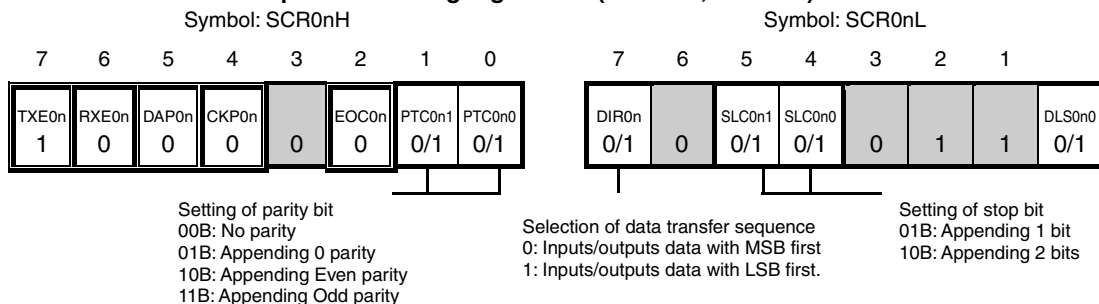 Symbol: SCR0nH
7 6 5 4 3 2 1 0
TXE0n RXE0n DAP0n CKP0n EOC0n PTC0n1 PTC0n0
1 0 0 0 0 0 0/1 0/1
Setting of parity bit
00B: No parity
01B: Appending 0 parity
10B: Appending Even parity
11B: Appending Odd parity
Symbol: SCR0nL
7 6 5 4 3 2 1
DIR0n SLC0n1 SLC0n0 DLS0n0
0/1 0 0/1 0/1 0 1 1 0/1
Selection of data transfer sequence
0: Inputs/outputs data with MSB first
1: Inputs/outputs data with LSB first.
Setting of stop bit
01B: Appending 1 bit
10B: Appending 2 bits